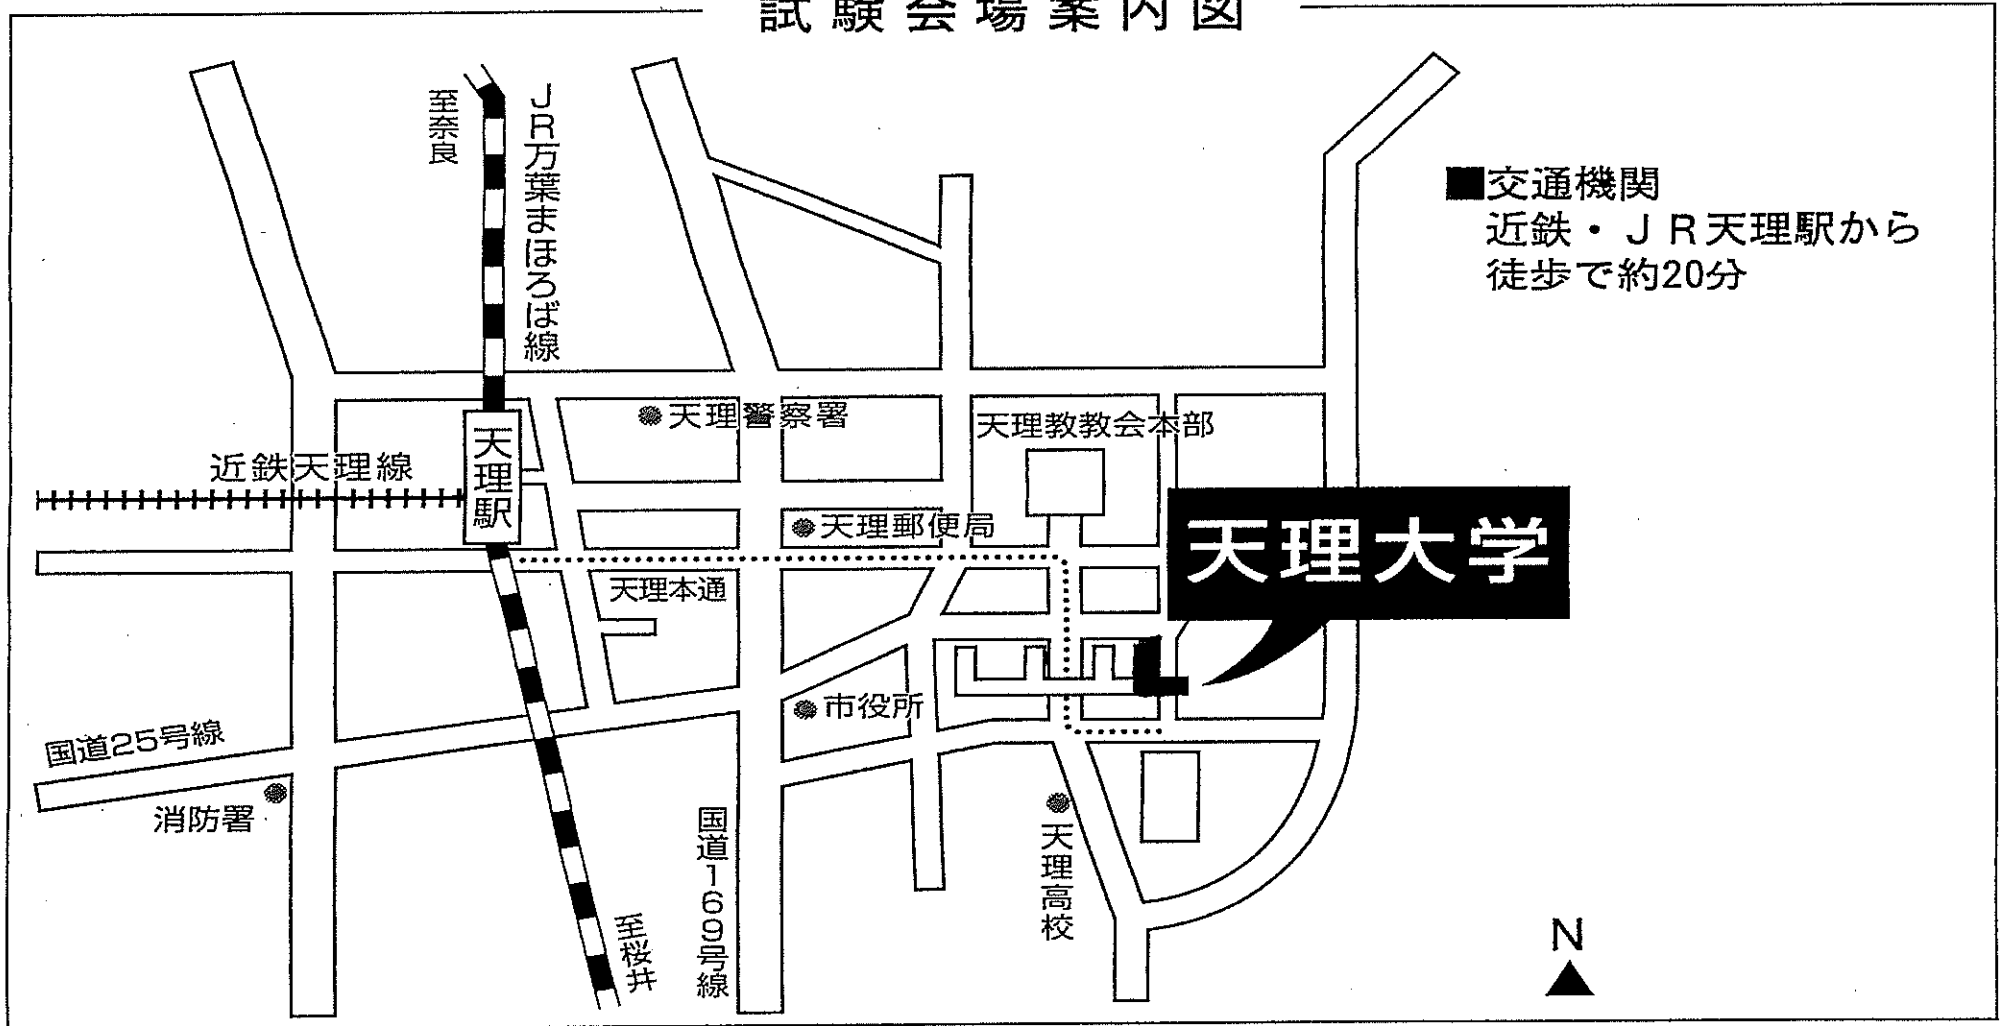 試験会場案内図
至奈良
JR万葉まほろば線
■交通機関
近鉄・JR天理駅から
徒歩で約20分
天理警察署
天理教教会本部
近鉄天理線
天理駅
天理郵便局
天理大学
天理本通
市役所
国道25号線
消防署
国道169号線
天理高校
至桜井
N